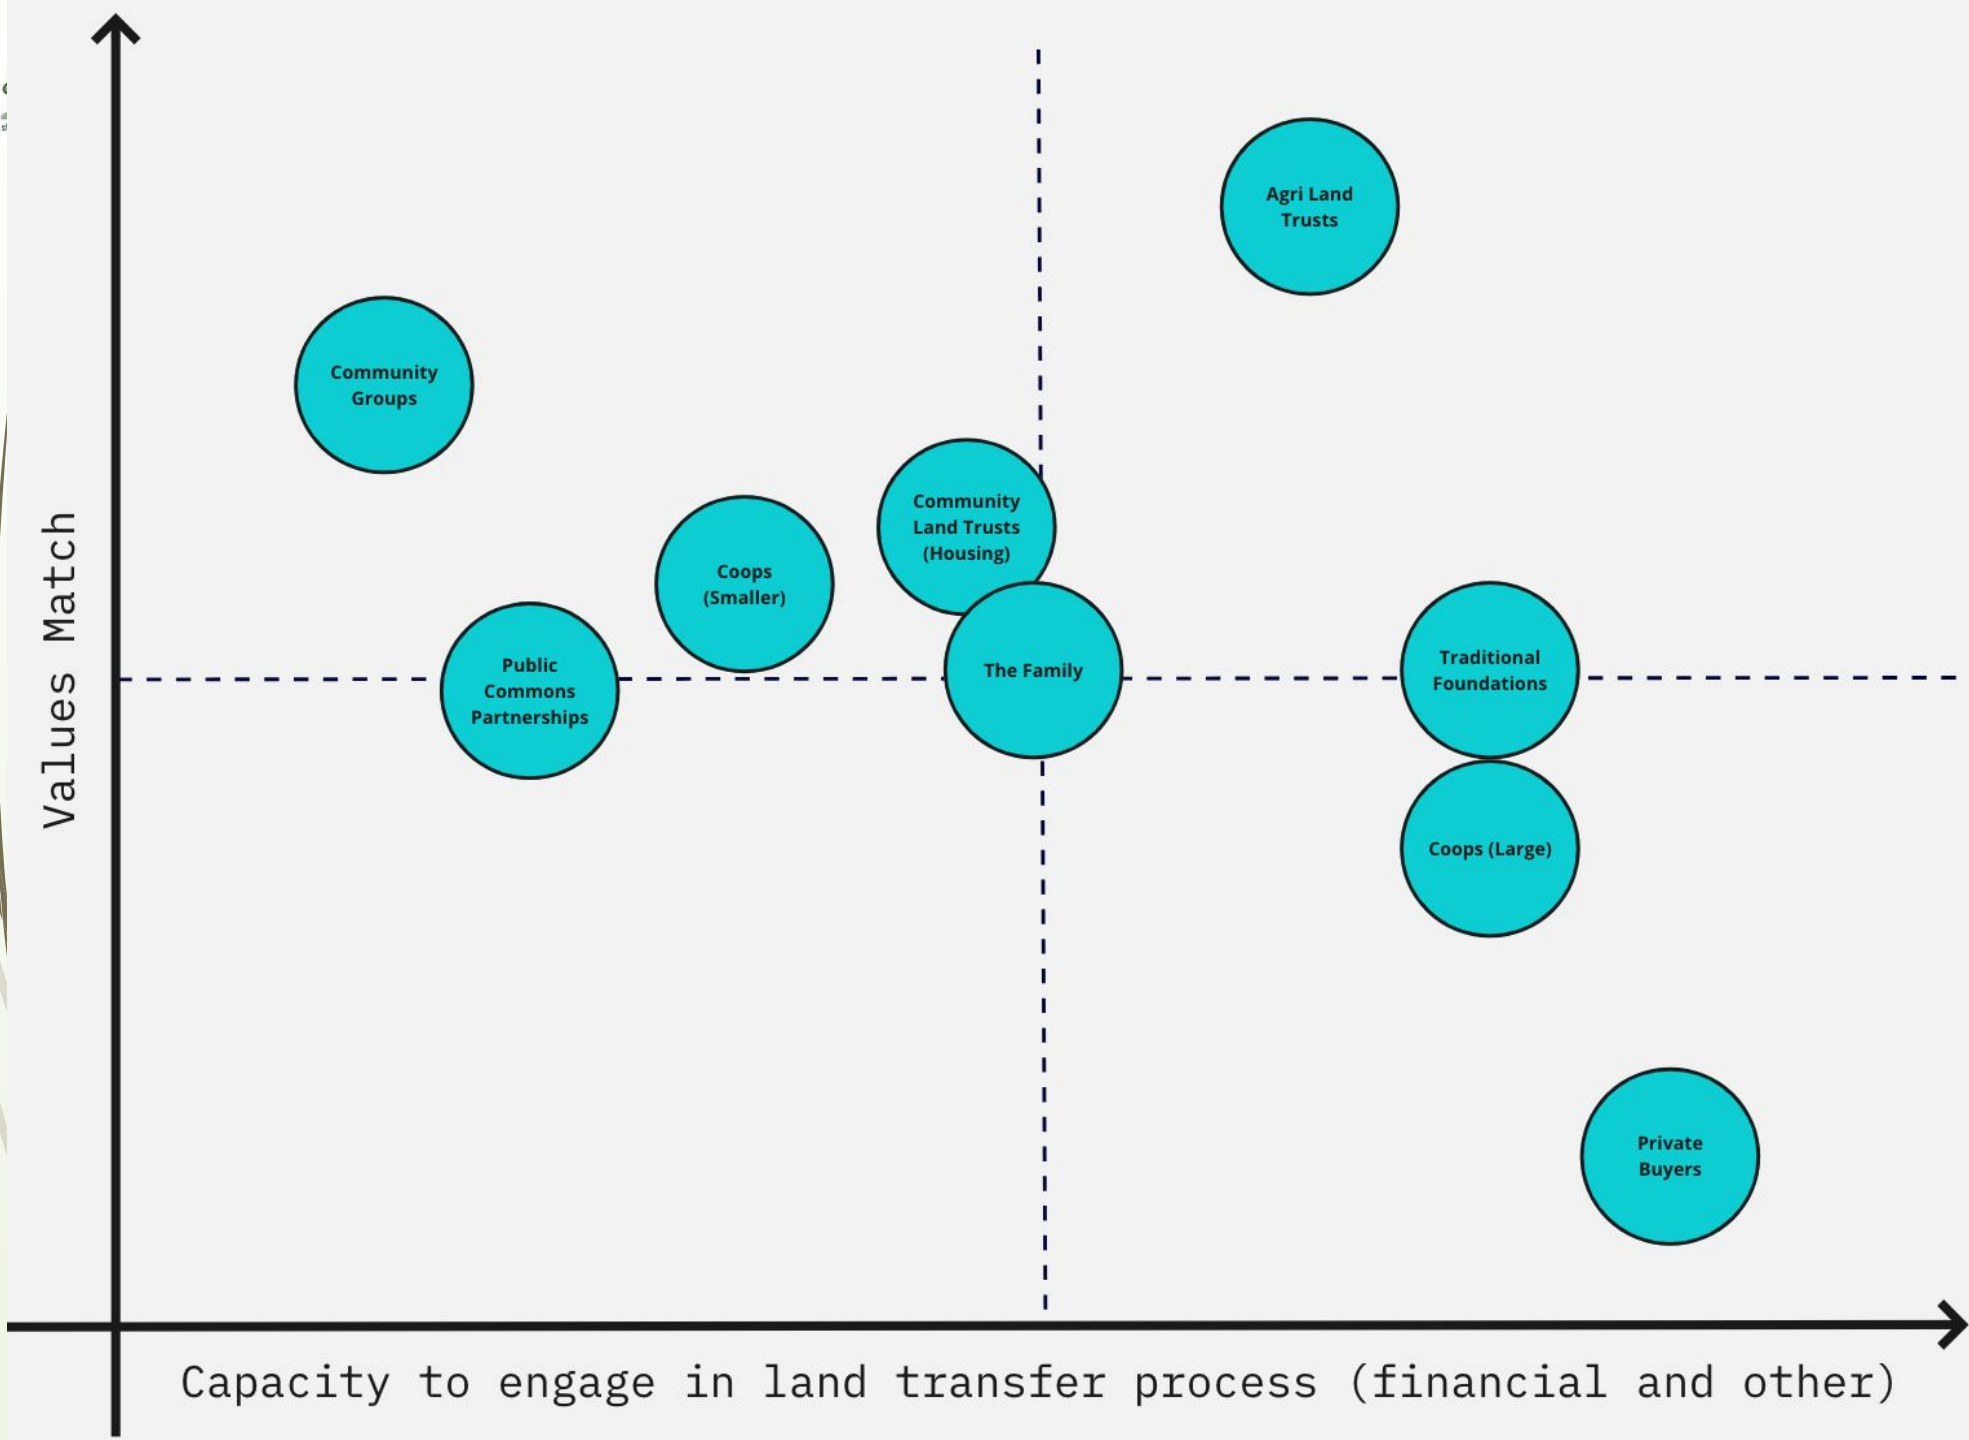 Agri Land
Trusts
Community
Groups
Community
Land Trusts
(Housing)
Coops
(Smaller)
Public
Commons
Partnerships
The Family
Traditional
Foundations
Coops (Large)
Private
Buyers
Values Match
Capacity to engage in land transfer process (financial and other)